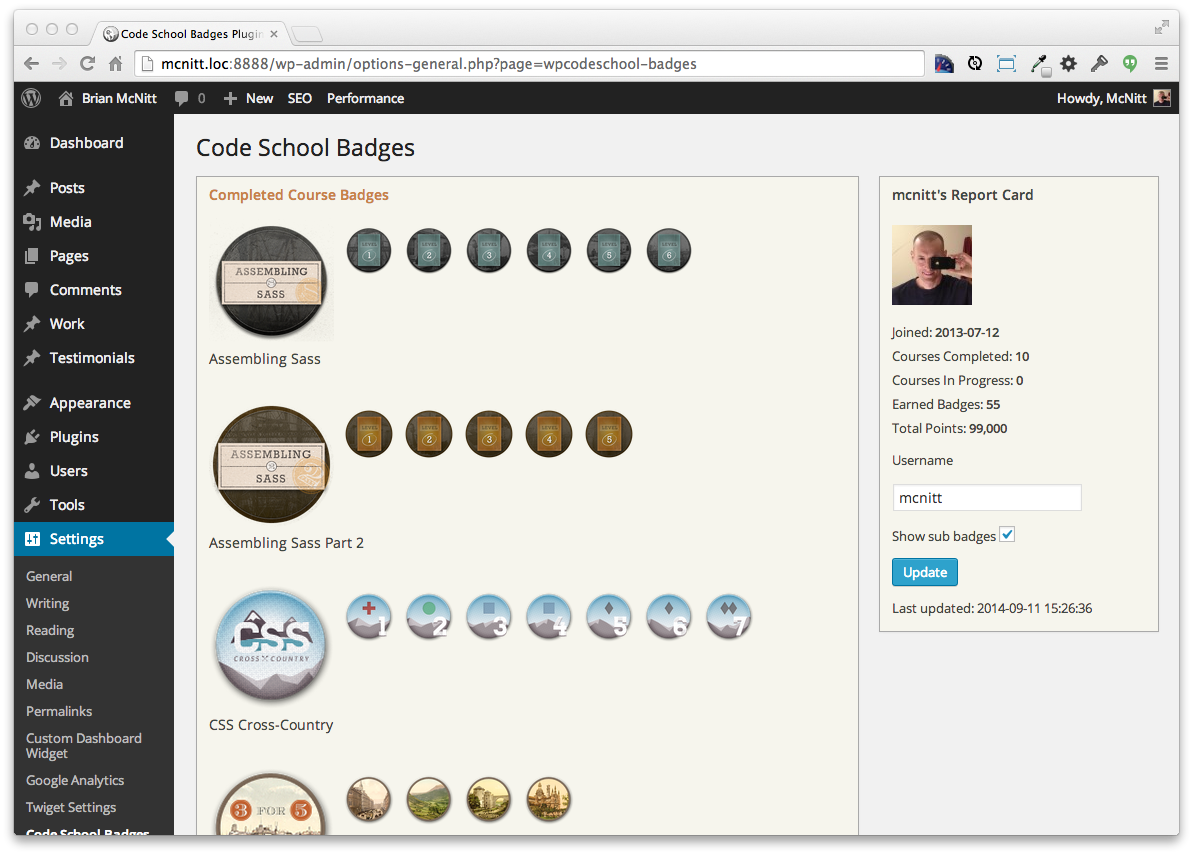 Code School Badges Plugin
mcnitt.loc:8888/wp-admin/options-general.php?page=wpcodeschool-badges
Brian McNitt 0 New SEO Performance Howdy, McNitt
Dashboard
Posts
Media
Pages
Comments
Work
Testimonials
Appearance
Plugins
Users
Tools
Settings
General
Writing
Reading
Discussion
Media
Permalinks
Custom Dashboard
Widget
Google Analytics
Twiget Settings
Code School Badges
Code School Badges
Completed Course Badges
ASSEMBLING
SASS
LEVEL 1 LEVEL 2 LEVEL 3 LEVEL 4 LEVEL 5 LEVEL 6
Assembling Sass
ASSEMBLING
SASS
2
LEVEL 1 LEVEL 2 LEVEL 3 LEVEL 4 LEVEL 5
Assembling Sass Part 2
CSS
CROSS COUNTRY
1 2 3 4 5 6 7
CSS Cross-Country
3 FOR 5
mcnitt's Report Card
Joined: 2013-07-12
Courses Completed: 10
Courses In Progress: 0
Earned Badges: 55
Total Points: 99,000
Username
mcnitt
Show sub badges
Update
Last updated: 2014-09-11 15:26:36